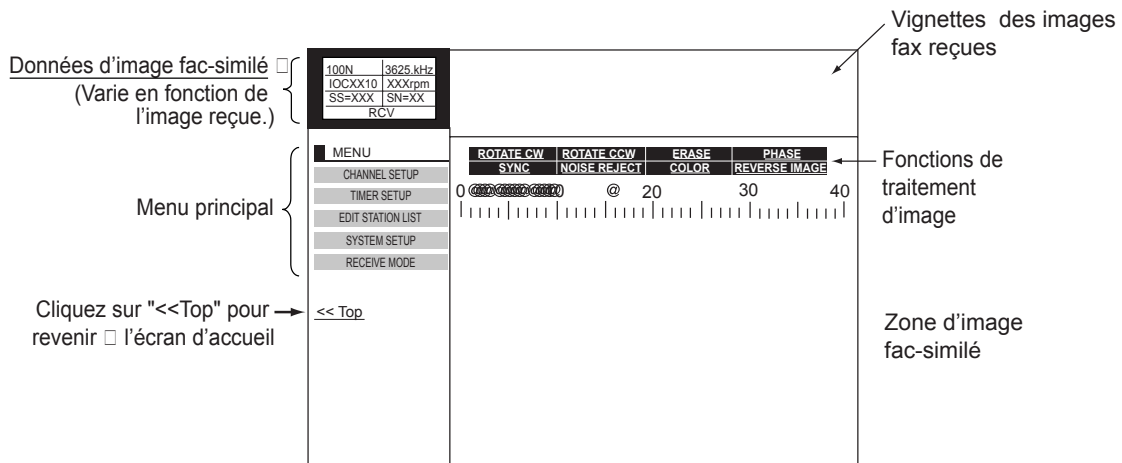 Vignettes des images
fax reçues
Données d'image fac-similé □
(Varie en fonction de
l'image reçue.)
100N 3625.kHz
IOCXX10 XXXrpm
SS=XXX SN=XX
RCV
MENU
CHANNEL SETUP
TIMER SETUP
EDIT STATION LIST
SYSTEM SETUP
RECEIVE MODE
Menu principal
ROTATE CW ROTATE CCW ERASE PHASE
SYNC NOISE REJECT COLOR REVERSE IMAGE
0 @ 20 30 40
Fonctions de
traitement
d'image
Cliquez sur "<<Top" pour
revenir □ l'écran d'accueil
<< Top
Zone d'image
fac-similé